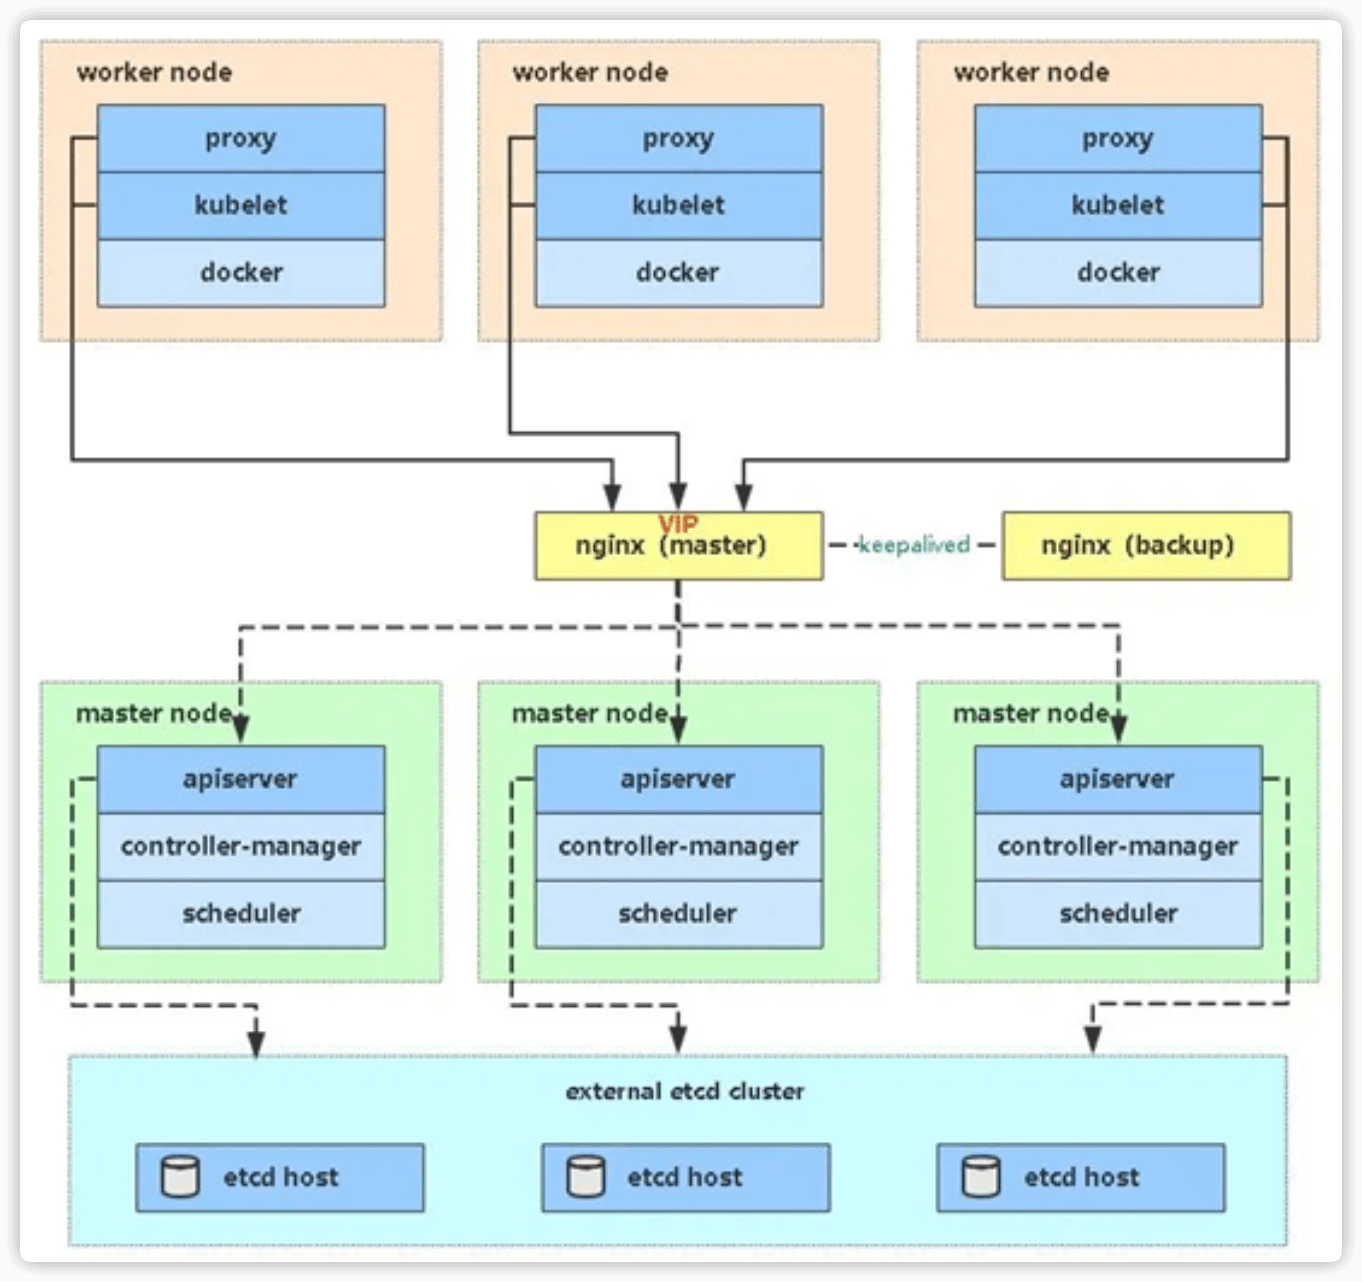 worker node
proxy
kubelet
docker
worker node
proxy
kubelet
docker
worker node
proxy
kubelet
docker
VIP
nginx (master)
keepalived
nginx (backup)
master node
apiserver
controller-manager
scheduler
master node
apiserver
controller-manager
scheduler
master node
apiserver
controller-manager
scheduler
external etcd cluster
etcd host
etcd host
etcd host